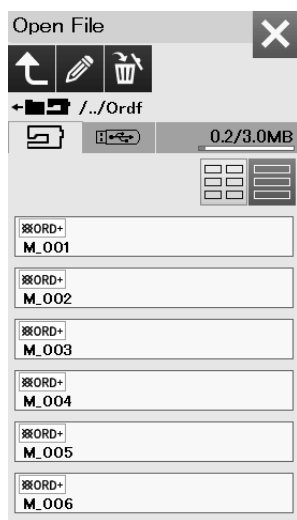 Open File
/../Ordf
0.2/3.0MB
ORD+
M_001
ORD+
M_002
ORD+
M_003
ORD+
M_004
ORD+
M_005
ORD+
M_006